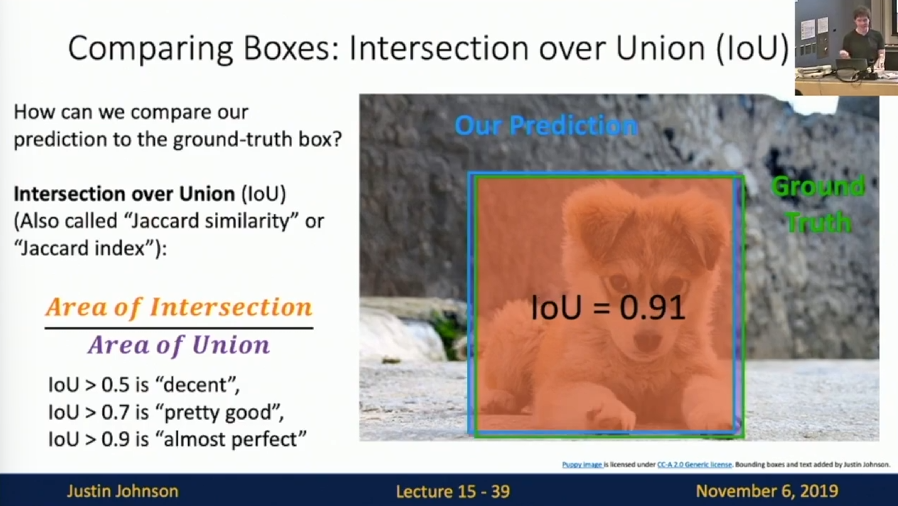 Comparing Boxes: Intersection over Union (IoU)
How can we compare our
prediction to the ground-truth box?
Intersection over Union (IoU)
(Also called “Jaccard similarity” or
“Jaccard index”):
Area of Intersection
Area of Union
IoU > 0.5 is “decent”,
IoU > 0.7 is “pretty good”,
IoU > 0.9 is “almost perfect”
Our Prediction
Ground
Truth
IoU = 0.91
Puppy image is licensed under CC-A 2.0 Generic license. Bounding boxes and text added by Justin Johnson.
Justin Johnson
Lecture 15 - 39
November 6, 2019